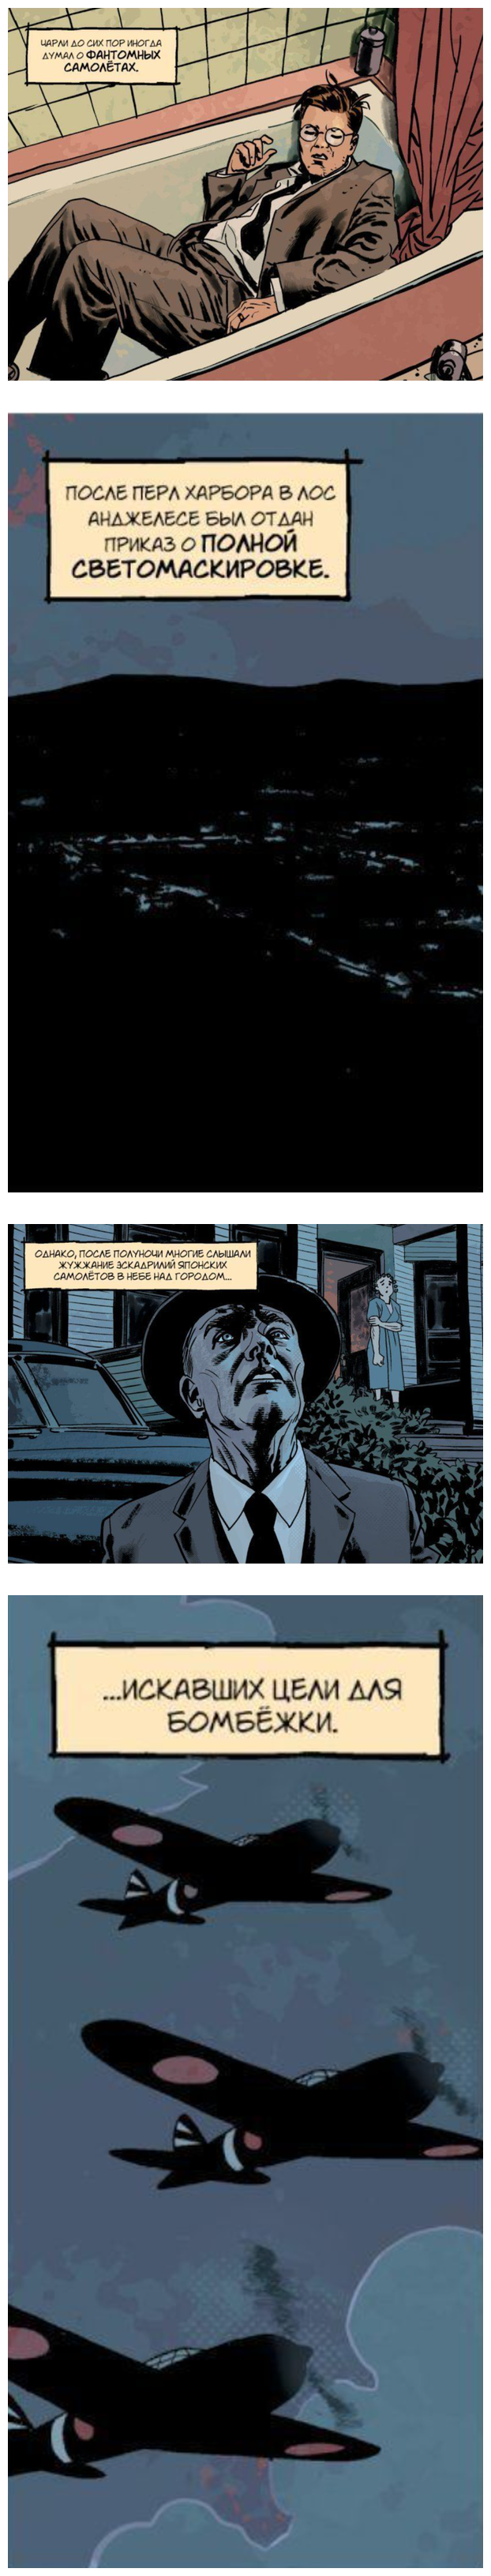 ЧАРЛИ ДО СИХ ПОР ИНОГДА
ДУМАЛ О ФАНТОМНЫХ
САМОЛЁТАХ.
ПОСЛЕ ПЕРЛ ХАРБОРА В ЛОС
АНДЖЕЛЕСЕ БЫЛ ОТДАН
ПРИКАЗ О ПОЛНОЙ
СВЕТОМАСКИРОВКЕ.
ОДНАКО, ПОСЛЕ ПОЛУНОЧИ МНОГИЕ СЛЫШАЛИ
ЖУЖЖАНИЕ ЭСКАДРИЛИЙ ЯПОНСКИХ
САМОЛЁТОВ В НЕБЕ НАД ГОРОДОМ...
...ИСКАВШИХ ЦЕЛИ ДЛЯ
БОМБЁЖКИ.